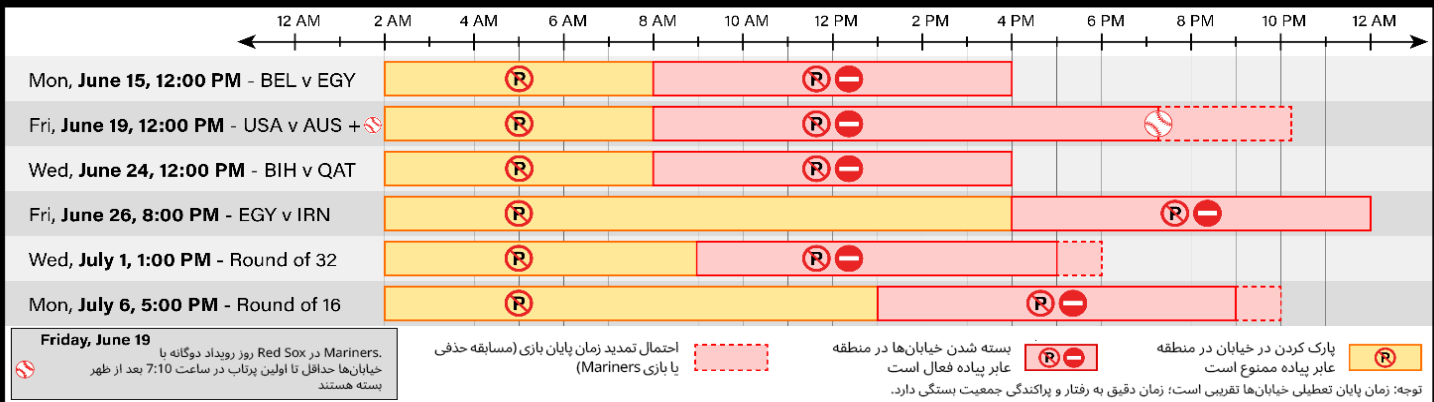 12 AM 2 AM 4 AM 6 AM 8 AM 10 AM 12 PM 2 PM 4 PM 6 PM 8 PM 10 PM 12 AM
Mon, June 15, 12:00 PM - BEL v EGY
Fri, June 19, 12:00 PM - USA v AUS +
Wed, June 24, 12:00 PM - BIH v QAT
Fri, June 26, 8:00 PM - EGY v IRN
Wed, July 1, 1:00 PM - Round of 32
Mon, July 6, 5:00 PM - Round of 16
Friday, June 19
روز رویداد دوگانه با Red Sox در Mariners.
خیابان‌ها حداقل تا اولین پرتاب در ساعت 7:10 بعد از ظهر
بسته هستند
احتمال تمدید زمان پایان بازی (مسابقه حذفی
یا بازی Mariners)
بسته شدن خیابان‌ها در منطقه
عابر پیاده فعال است
پارک کردن در خیابان در منطقه
عابر پیاده ممنوع است
توجه: زمان پایان تعطیلی خیابان‌ها تقریبی است؛ زمان دقیق به رفتار و پراکندگی جمعیت بستگی دارد.